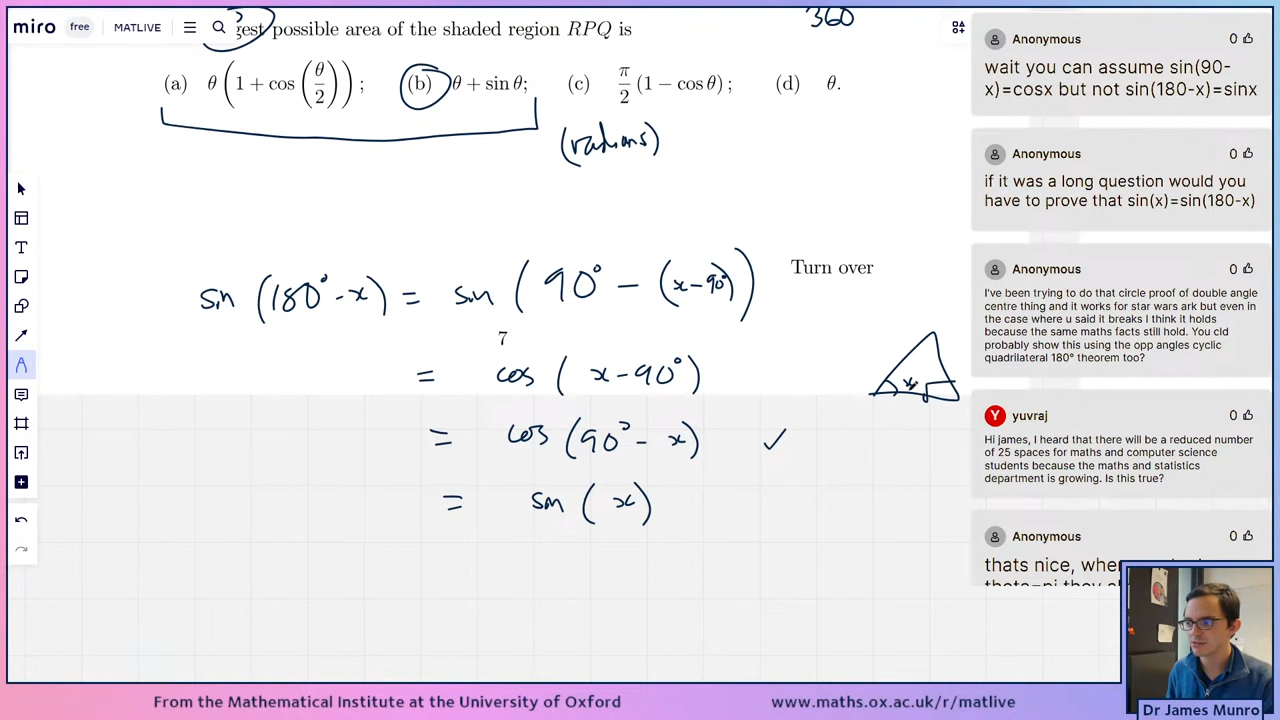 miro free MATLIVE
gest possible area of the shaded region RPQ is
360
(a) θ(1 + cos(θ/2)); (b) θ + sin θ; (c) π/2 (1 − cos θ); (d) θ.
(radians)
Turn over
sin (180° - x) = sin (90° - (x - 90°))
7
= cos (x - 90°)
= cos (90° - x) ✓
= sin (x)
x
Anonymous 0
wait you can assume sin(90-
x)=cosx but not sin(180-x)=sinx
Anonymous 0
if it was a long question would you
have to prove that sin(x)=sin(180-x)
Anonymous 0
I've been trying to do that circle proof of double angle
centre thing and it works for star wars ark but even in
the case where u said it breaks I think it holds
because the same maths facts still hold. You cld
probably show this using the opp angles cyclic
quadrilateral 180° theorem too?
Y yuvraj 0
Hi james, I heard that there will be a reduced number
of 25 spaces for maths and computer science
students because the maths and statistics
department is growing. Is this true?
Anonymous 0
thats nice, when
From the Mathematical Institute at the University of Oxford www.maths.ox.ac.uk/r/matlive
Dr James Munro